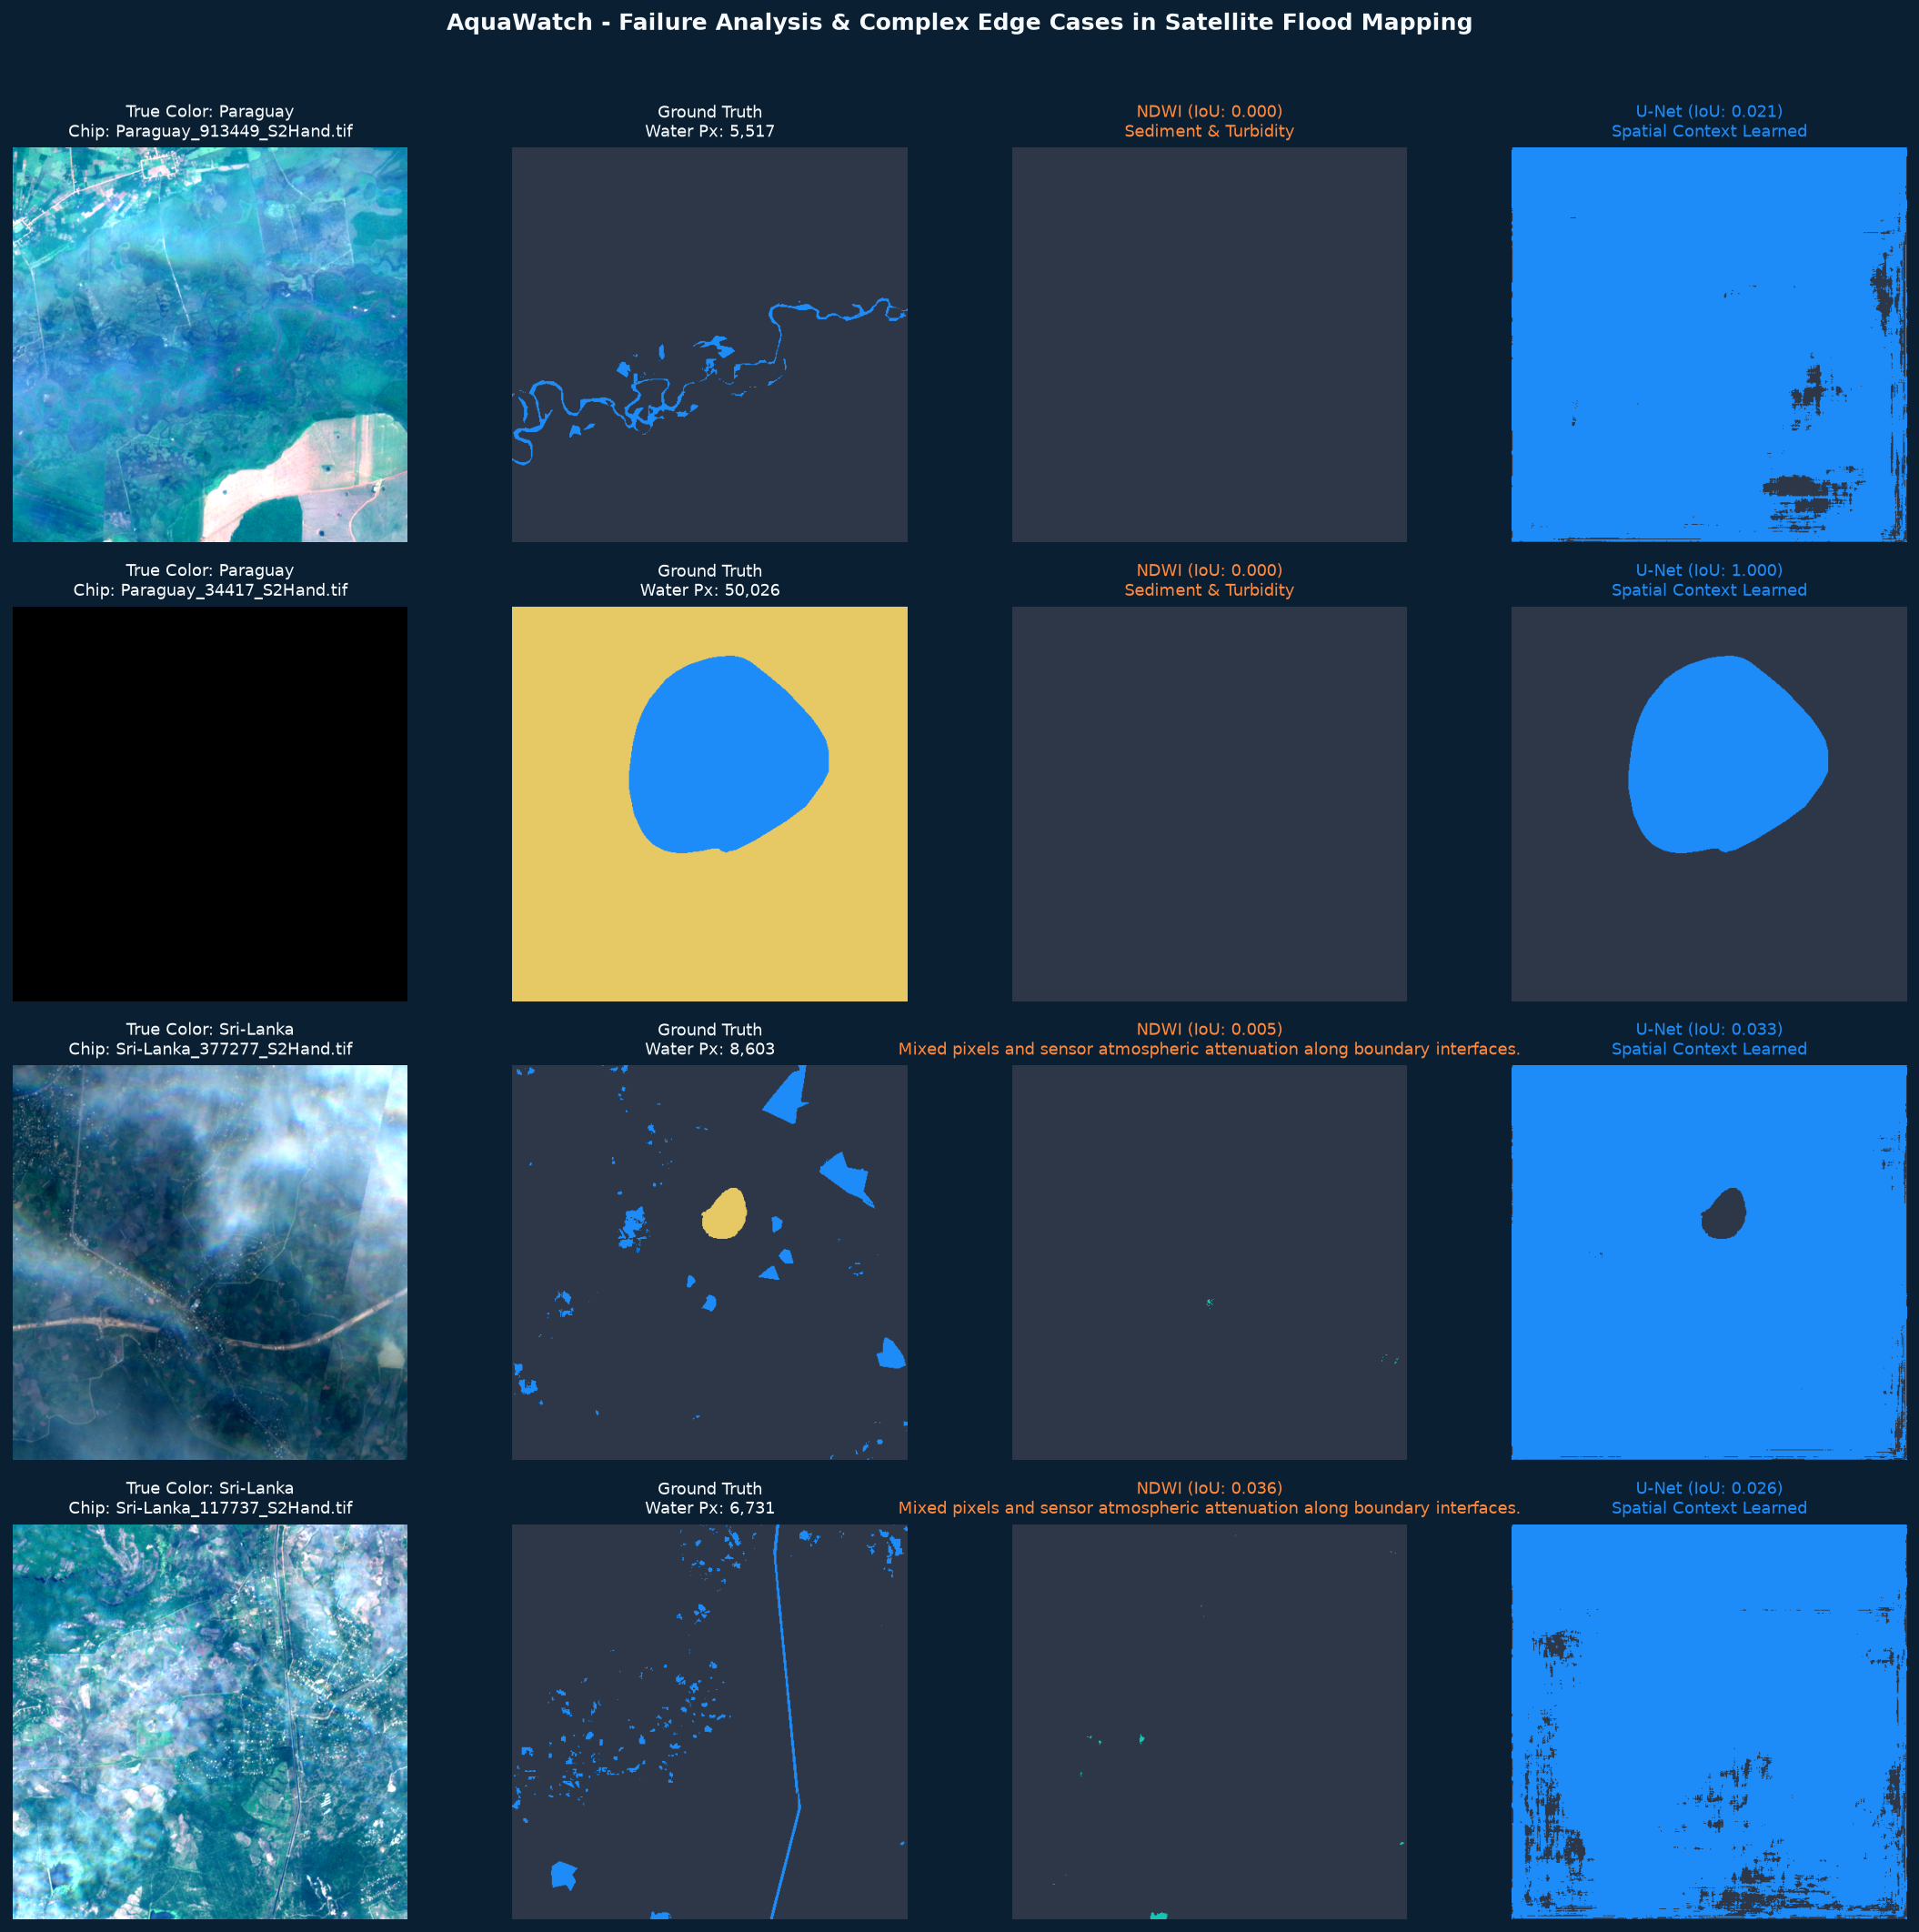 AquaWatch - Failure Analysis & Complex Edge Cases in Satellite Flood Mapping
True Color: Paraguay
Chip: Paraguay_913449_S2Hand.tif
Ground Truth
Water Px: 5,517
NDWI (IoU: 0.000)
Sediment & Turbidity
U-Net (IoU: 0.021)
Spatial Context Learned
True Color: Paraguay
Chip: Paraguay_34417_S2Hand.tif
Ground Truth
Water Px: 50,026
NDWI (IoU: 0.000)
Sediment & Turbidity
U-Net (IoU: 1.000)
Spatial Context Learned
True Color: Sri-Lanka
Chip: Sri-Lanka_377277_S2Hand.tif
Ground Truth
Water Px: 8,603
NDWI (IoU: 0.005)
Mixed pixels and sensor atmospheric attenuation along boundary interfaces.
U-Net (IoU: 0.033)
Spatial Context Learned
True Color: Sri-Lanka
Chip: Sri-Lanka_117737_S2Hand.tif
Ground Truth
Water Px: 6,731
NDWI (IoU: 0.036)
Mixed pixels and sensor atmospheric attenuation along boundary interfaces.
U-Net (IoU: 0.026)
Spatial Context Learned